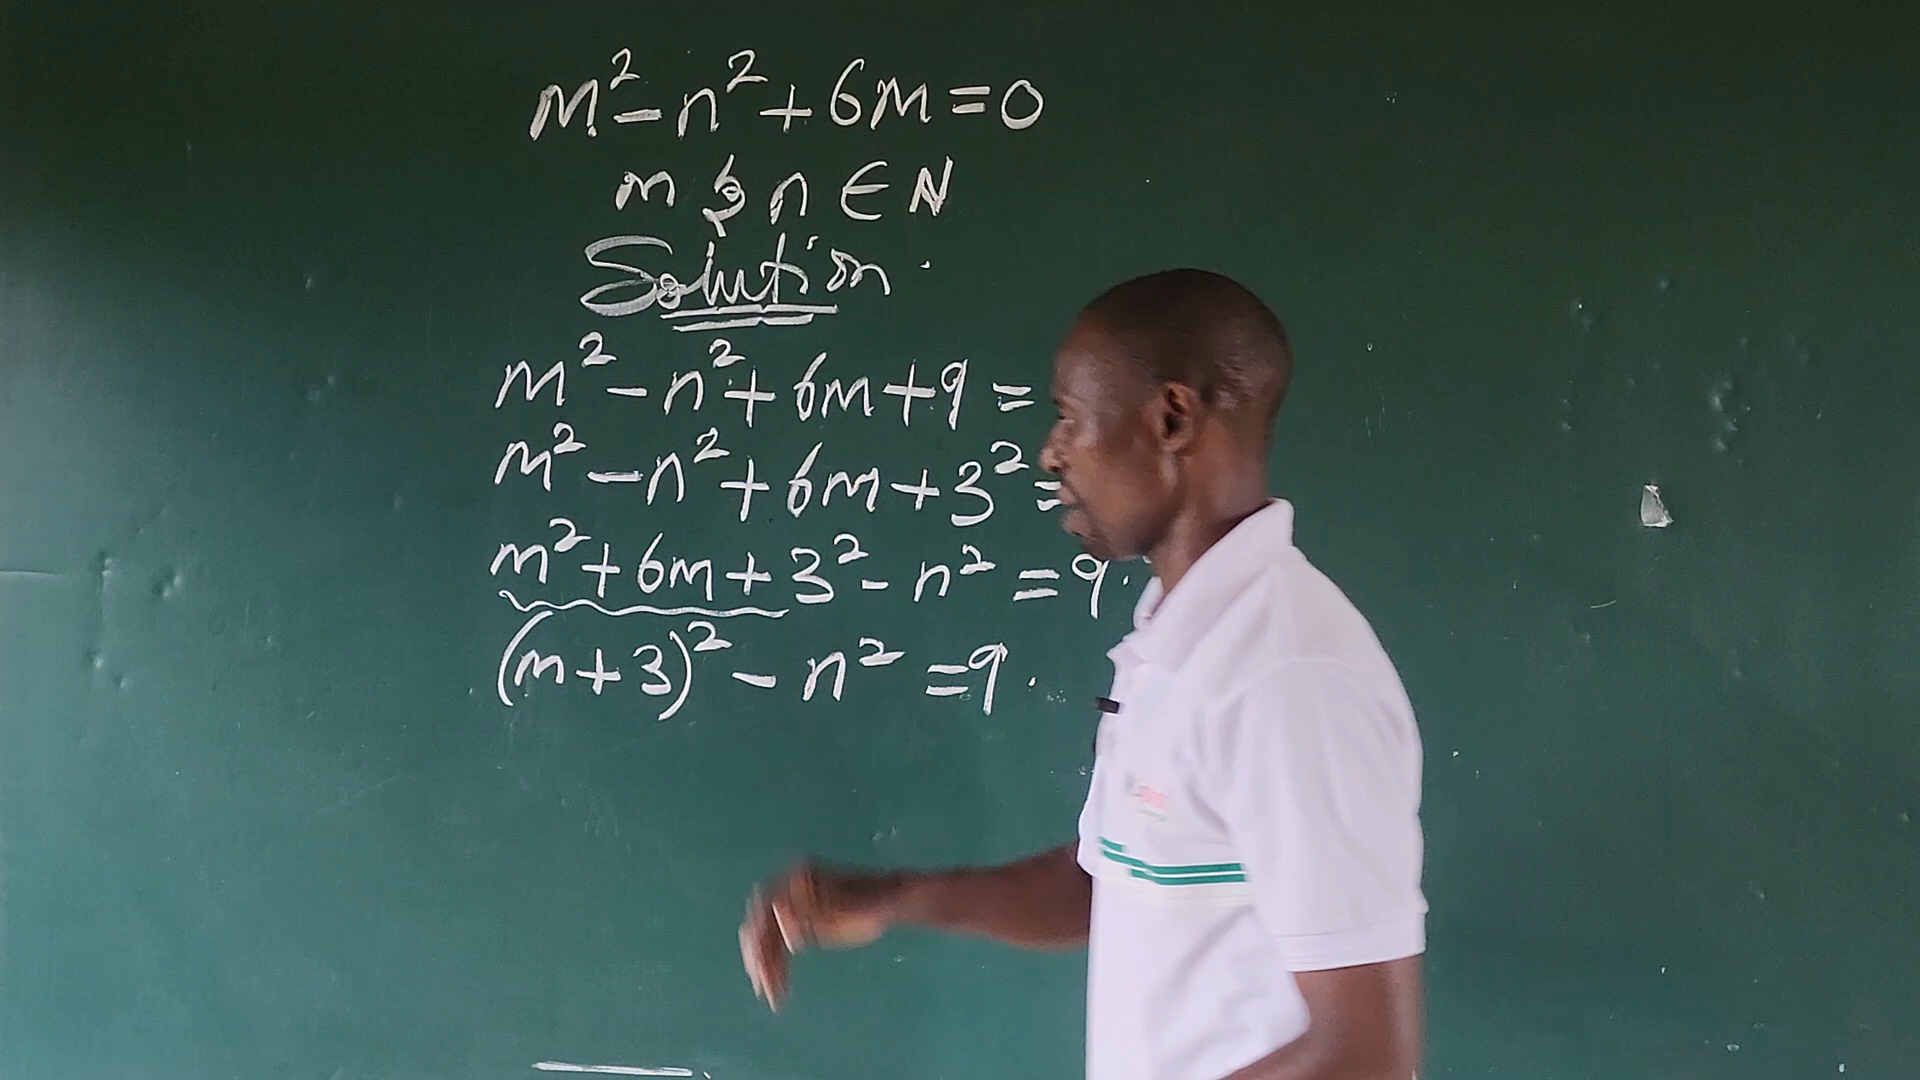 m² - n² + 6m = 0
m & n ∈ N
Solution.
m² - n² + 6m + 9 =
m² - n² + 6m + 3² =
m² + 6m + 3² - n² = 9.
(m + 3)² - n² = 9.